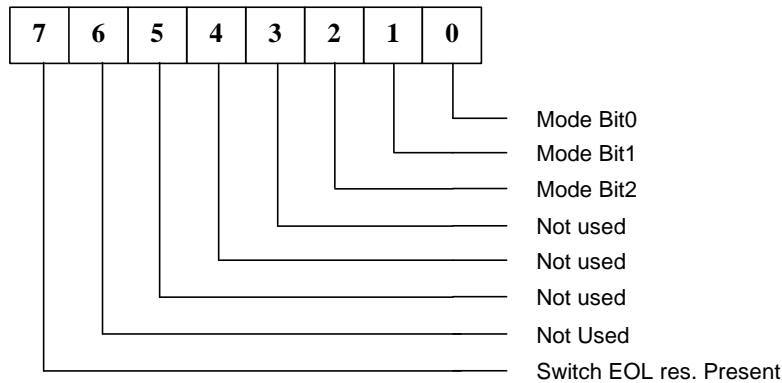 7 6 5 4 3 2 1 0
Mode Bit0
Mode Bit1
Mode Bit2
Not used
Not used
Not used
Not Used
Switch EOL res. Present